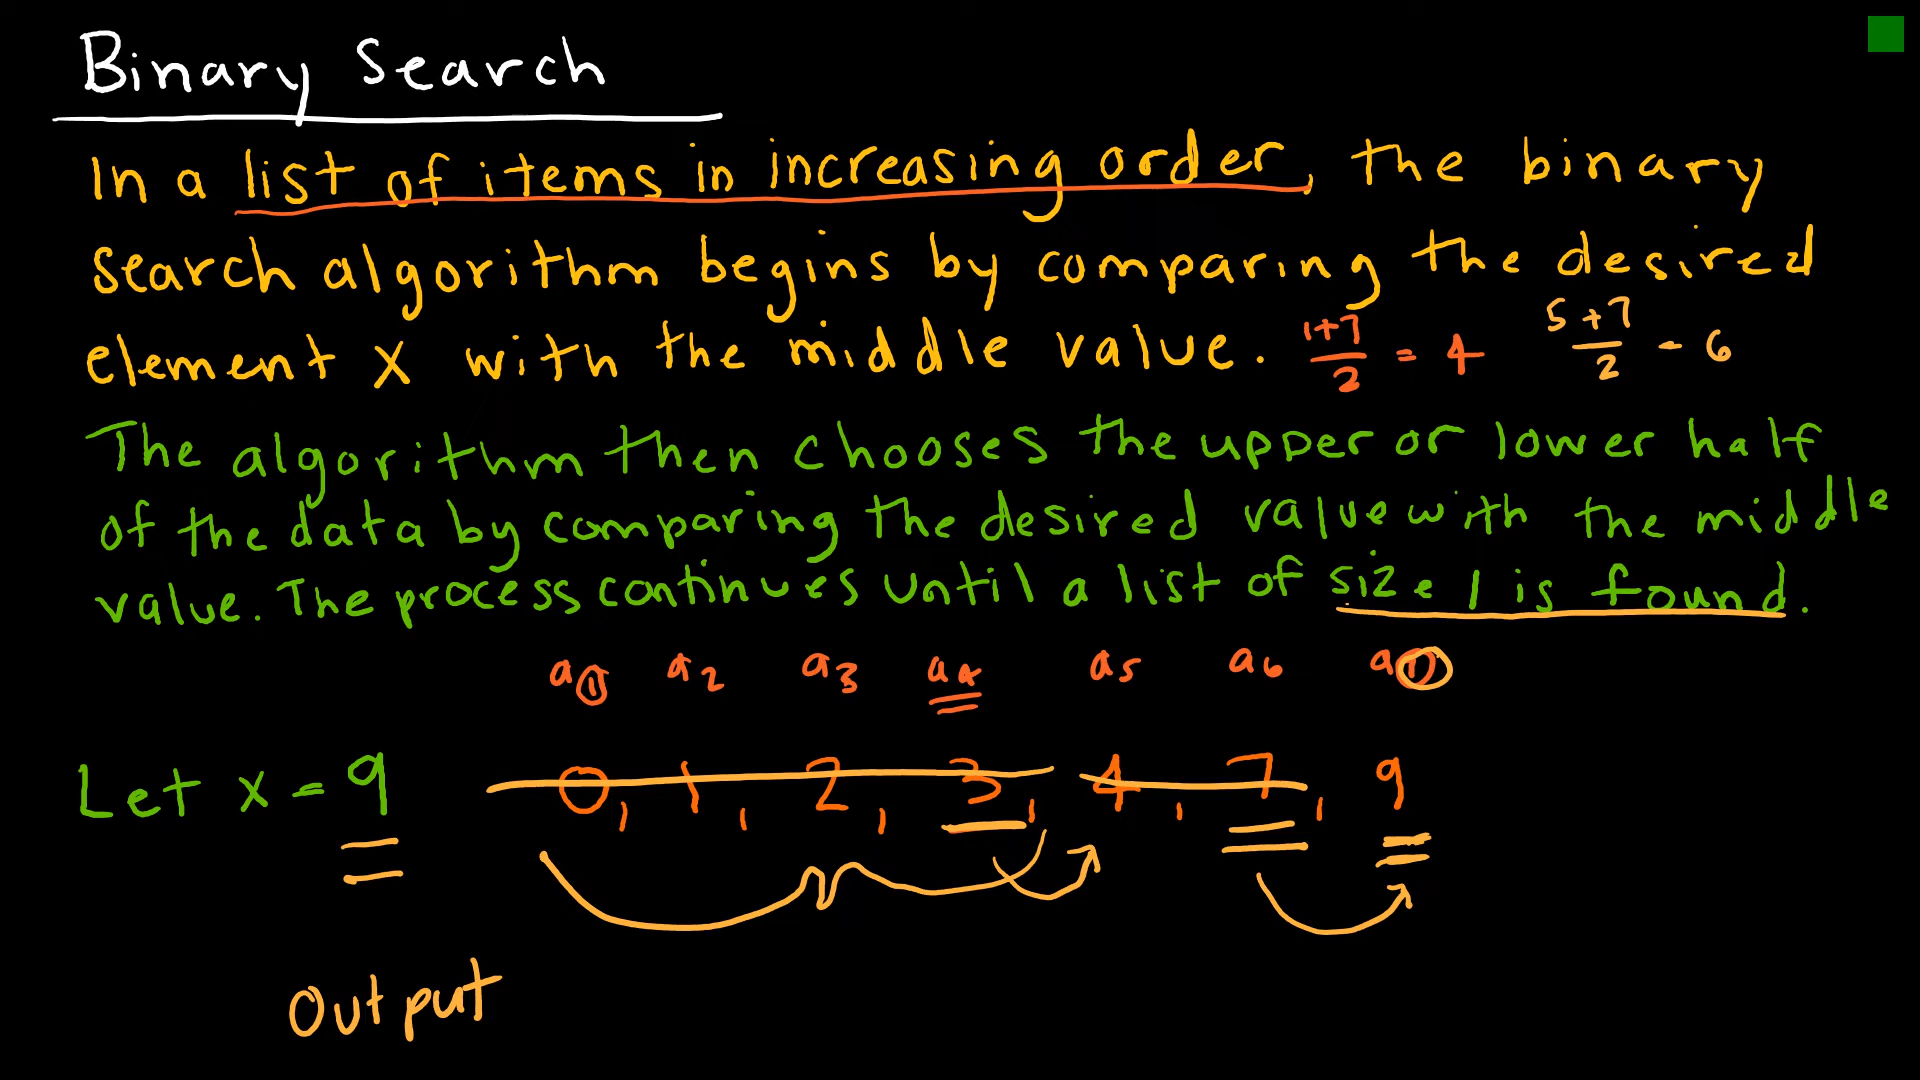 Binary Search
In a list of items in increasing order, the binary
search algorithm begins by comparing the desired
element x with the middle value. 1+7/2 = 4 5+7/2 - 6
The algorithm then chooses the upper or lower half
of the data by comparing the desired value with the middle
value. The process continues until a list of size 1 is found.
a1 a2 a3 a4 a5 a6 a7
Let x = 9 0, 1, 2, 3, 4, 7, 9
Output